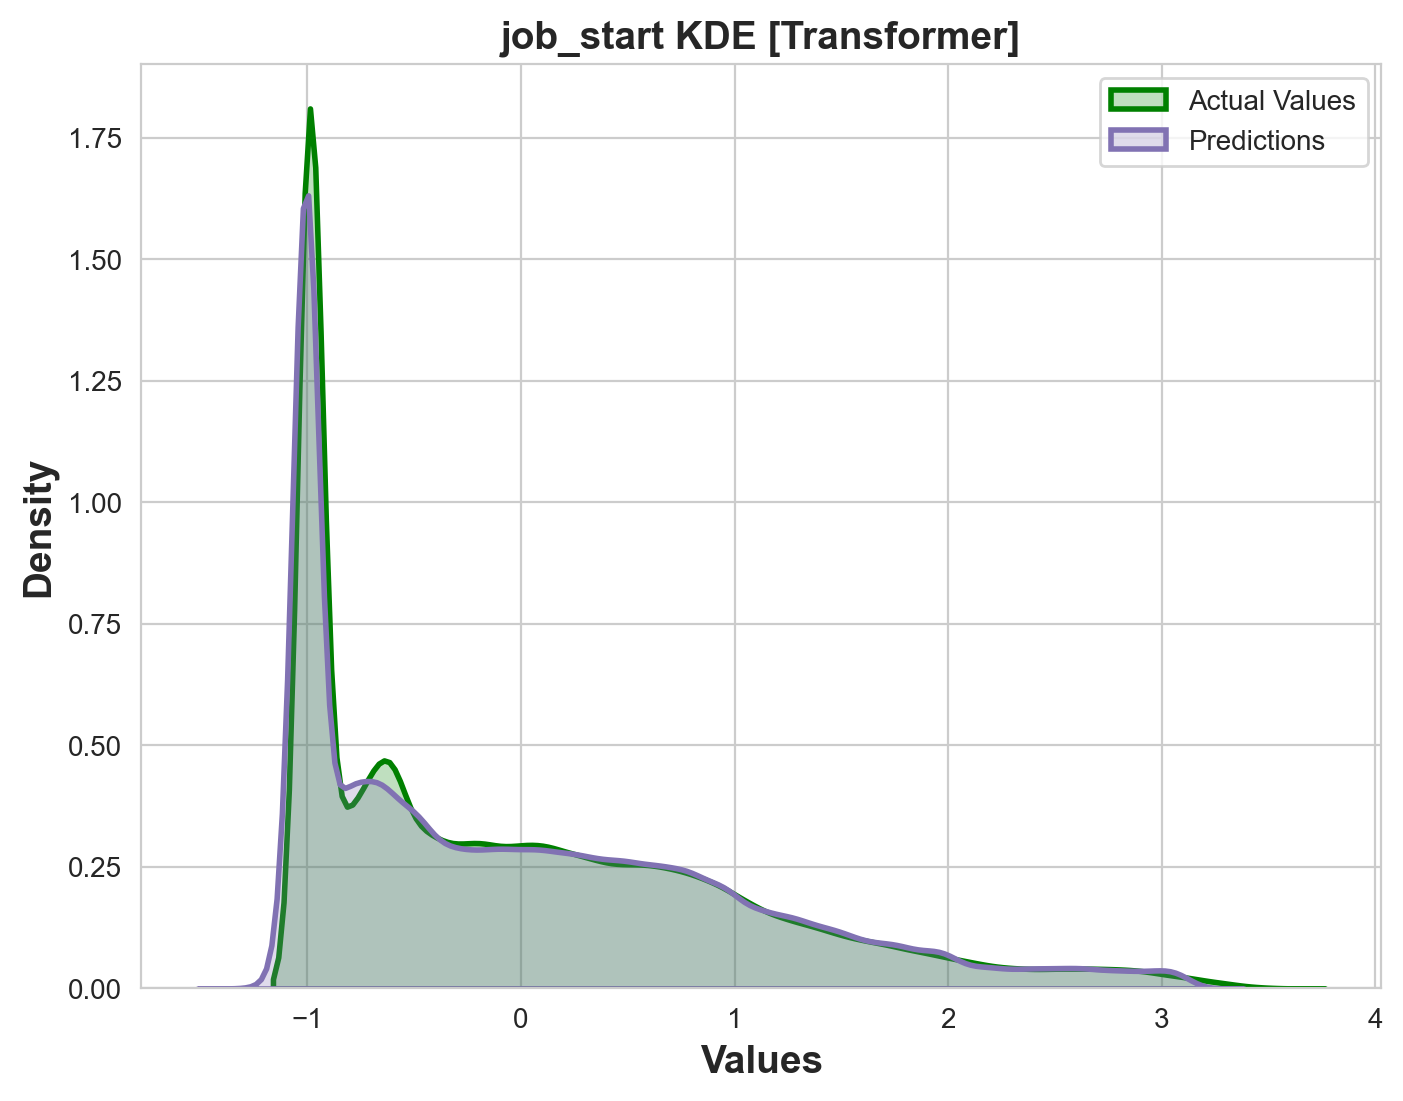 job_start KDE [Transformer]
Actual Values
Predictions
1.75
1.50
1.25
1.00
0.75
0.50
0.25
0.00
Density
−1
0
1
2
3
4
Values